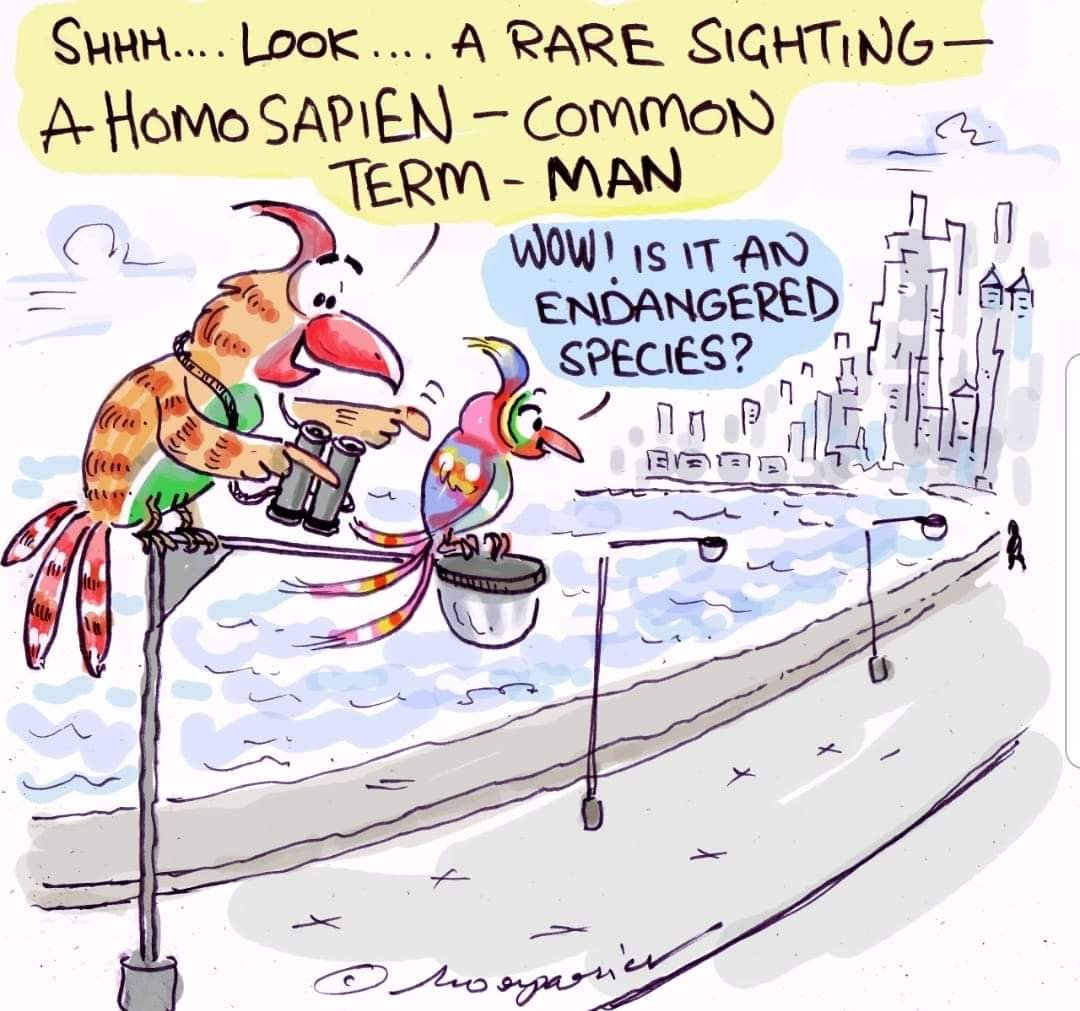 SHHH.... LOOK.... A RARE SIGHTING—
A HOMO SAPIEN – COMMON
TERM – MAN
WOW! IS IT AN
ENDANGERED
SPECIES?
©